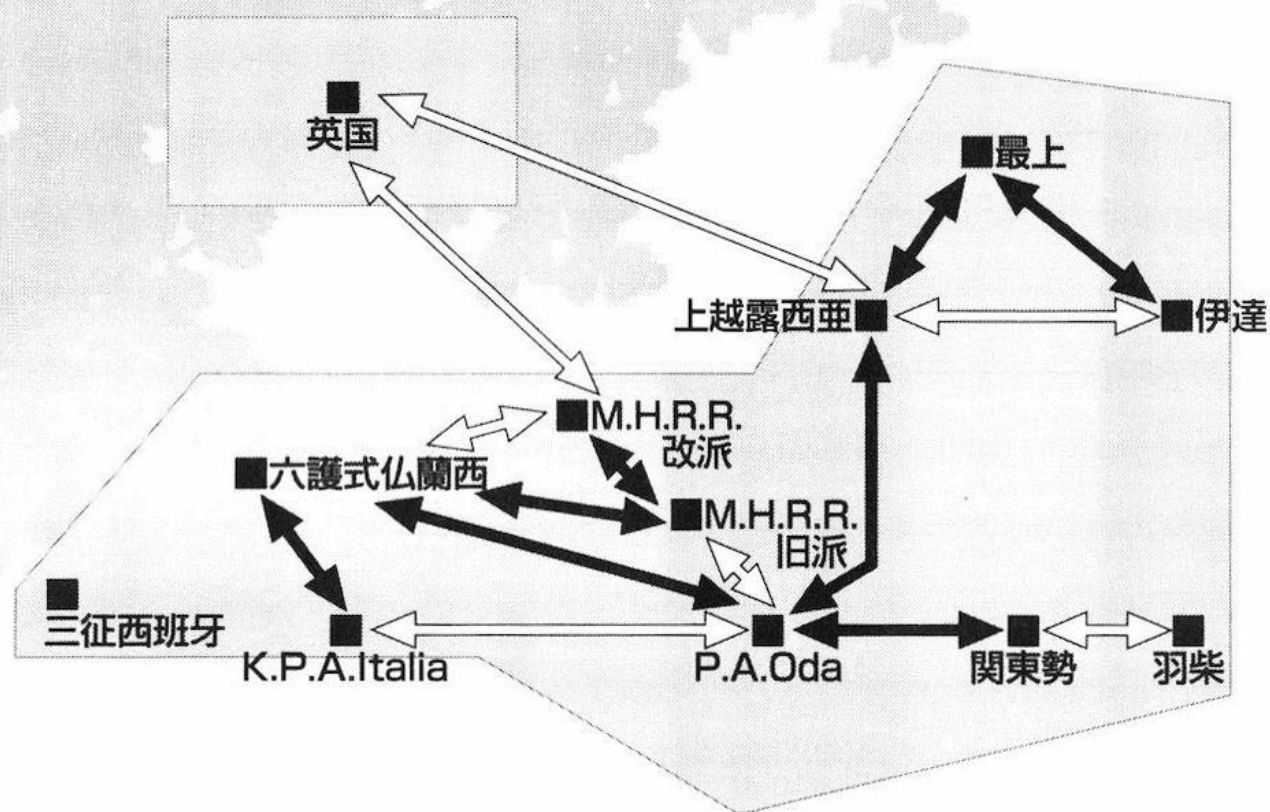 英国
最上
上越露西亜
伊達
M.H.R.R.
改派
六護式仏蘭西
M.H.R.R.
旧派
三征西班牙
K.P.A.Italia
P.A.Oda
関東勢
羽柴